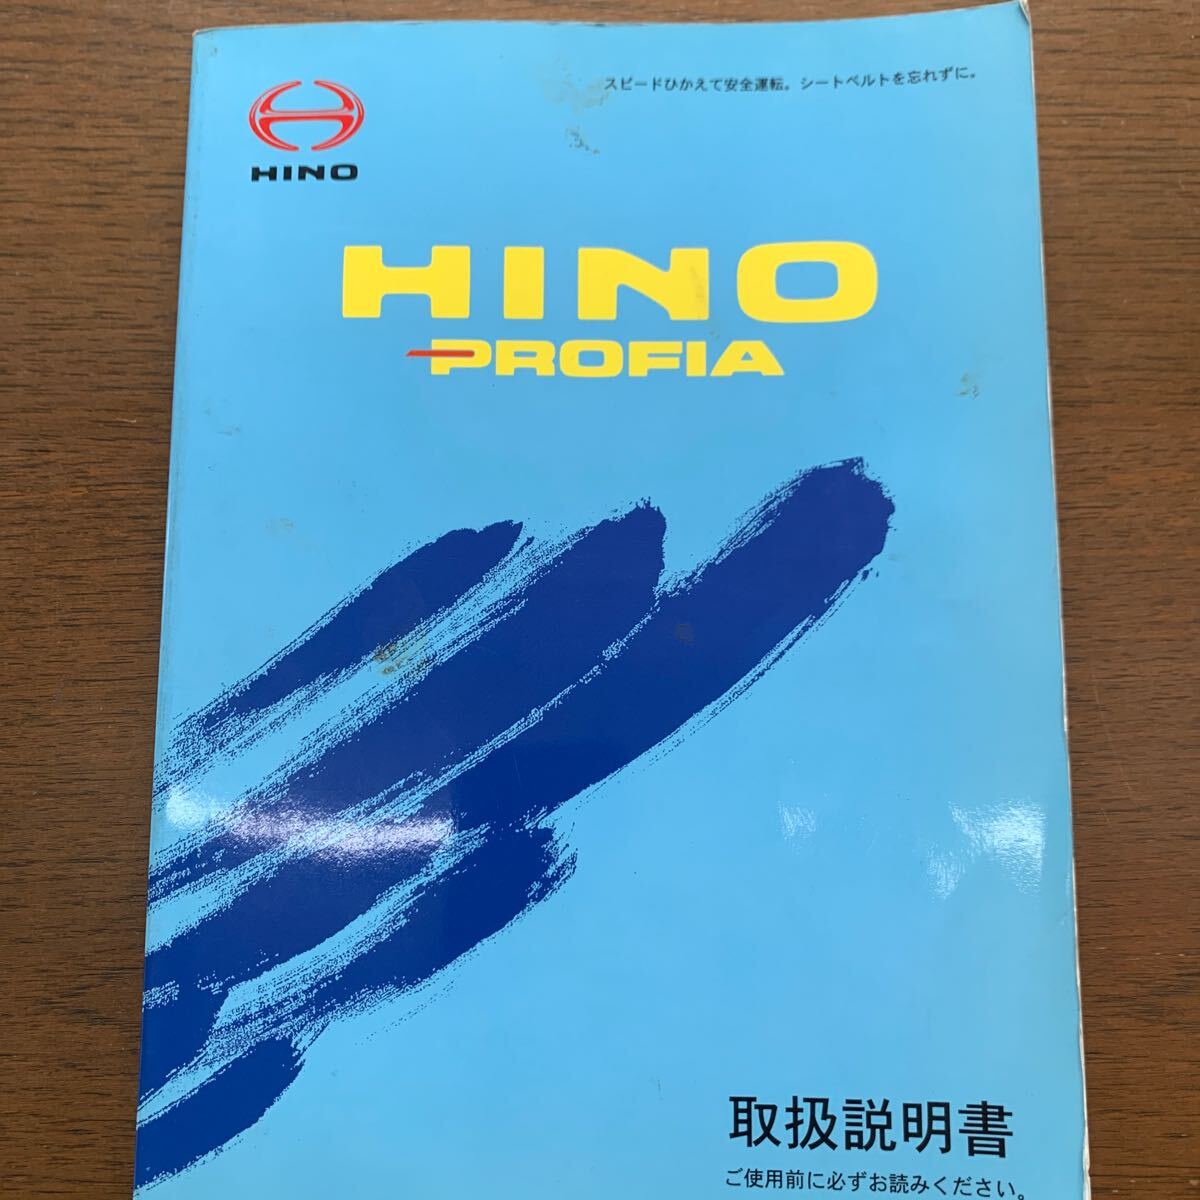 スピードひかえて安全運転。シートベルトを忘れずに。
HINO
HINO
PROFIA
取扱説明書
ご使用前に必ずお読みください。